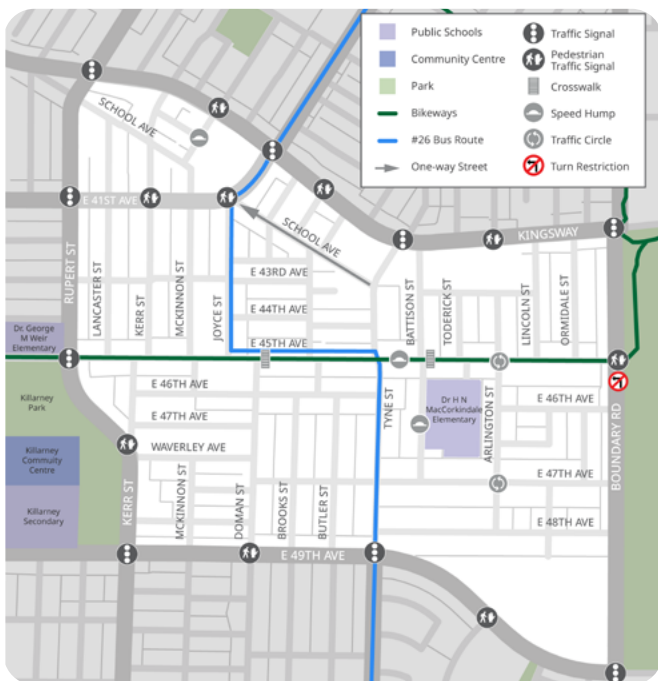 Public Schools
Community Centre
Park
Bikeways
#26 Bus Route
One-way Street
Traffic Signal
Pedestrian
Traffic Signal
Crosswalk
Speed Hump
Traffic Circle
Turn Restriction
SCHOOL AVE
E 41ST AVE
SCHOOL AVE
KINGSWAY
RUPERT ST
LANCASTER ST
KERR ST
MCKINNON ST
JOYCE ST
E 43RD AVE
E 44TH AVE
E 45TH AVE
BATTISON ST
TODERICK ST
LINCOLN ST
ORMIDALE ST
Dr. George
M Weir
Elementary
Killarney
Park
E 46TH AVE
E 47TH AVE
WAVERLEY AVE
TYNE ST
Dr H N
MacCorkindale
Elementary
ARLINGTON ST
E 46TH AVE
BOUNDARY RD
Killarney
Commuity
Centre
Killarney
Secondary
KERR ST
MCKINNON ST
DOMAN ST
BROOKS ST
BUTLER ST
E 47TH AVE
E 48TH AVE
E 49TH AVE